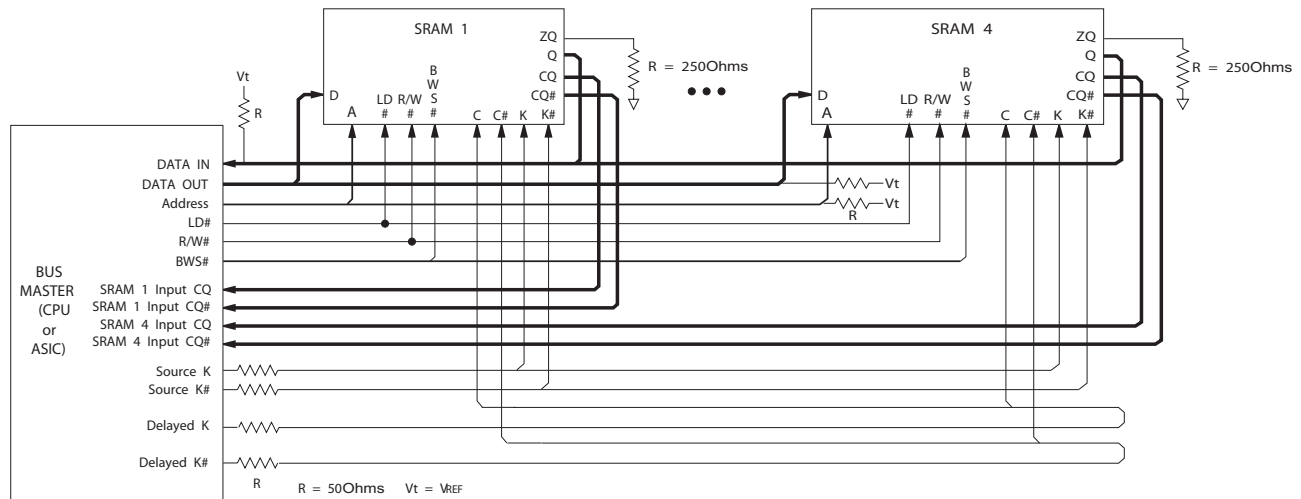 SRAM 1
ZQ
Q
CQ
CQ#
D
A
LD
#
R/W
#
B
W
S
#
C
C#
K
K#
R = 250Ohms
SRAM 4
ZQ
Q
CQ
CQ#
D
A
LD
#
R/W
#
B
W
S
#
C
C#
K
K#
R = 250Ohms
Vt
R
DATA IN
DATA OUT
Address
LD#
R/W#
BWS#
Vt
Vt
R
BUS
MASTER
(CPU
or
ASIC)
SRAM 1 Input CQ
SRAM 1 Input CQ#
SRAM 4 Input CQ
SRAM 4 Input CQ#
Source K
Source K#
Delayed K
Delayed K#
R
R = 50Ohms Vt = VREF